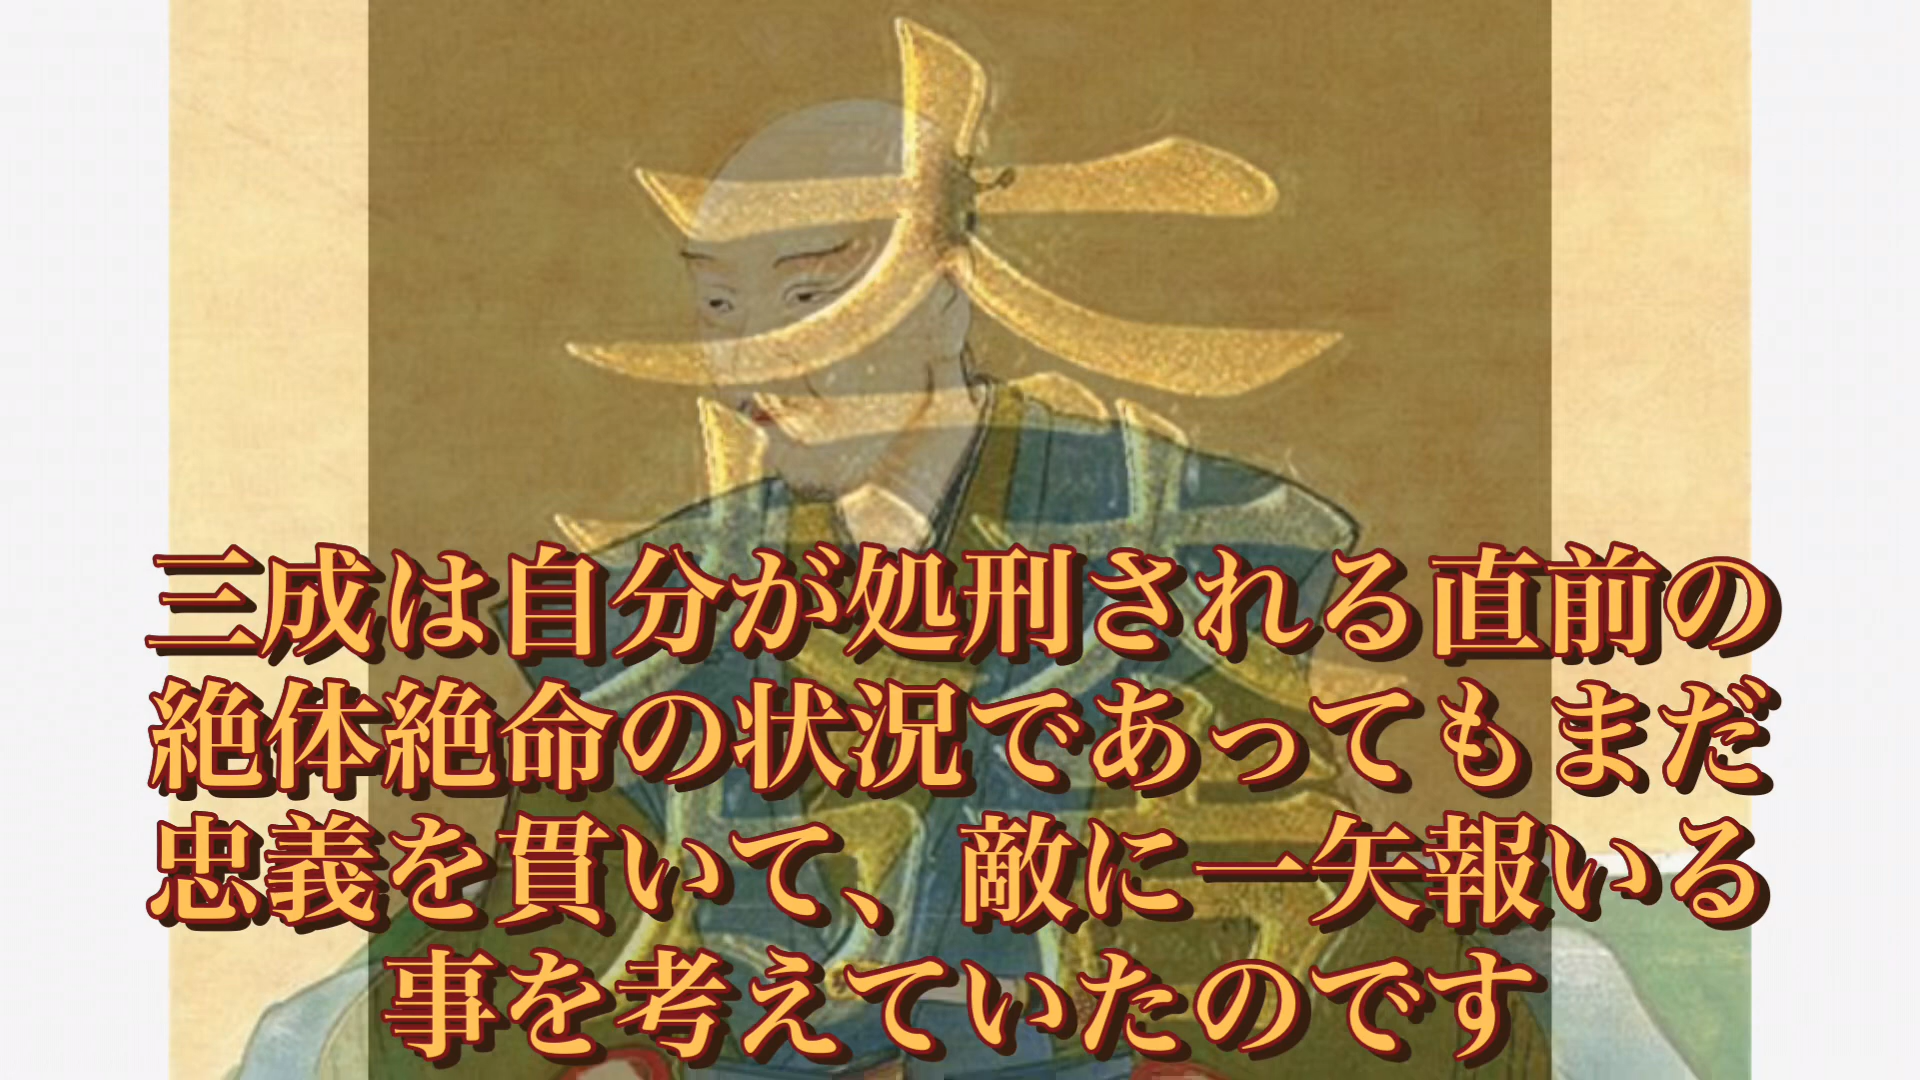 大
三成は自分が処刑される直前の
絶体絶命の状況であってもまだ
忠義を貫いて、敵に一矢報いる
事を考えていたのです